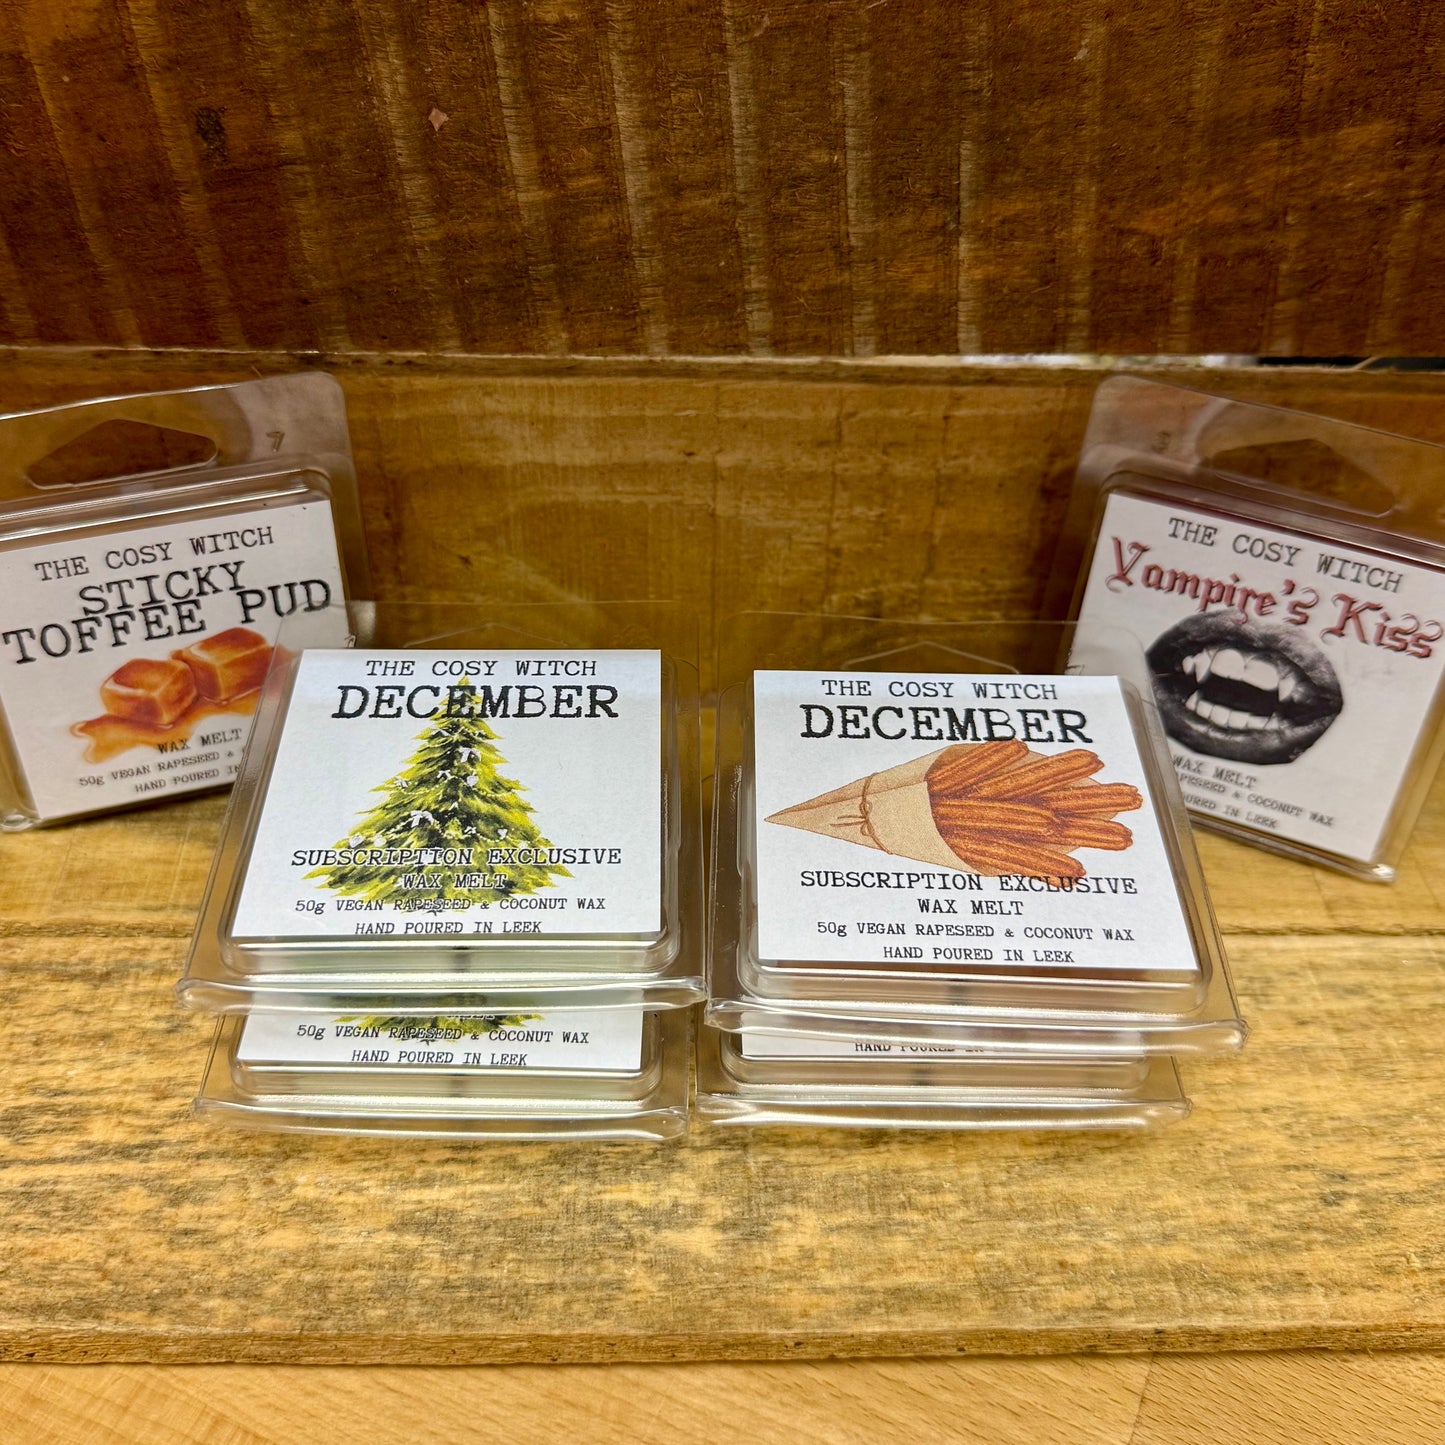 THE COSY WITCH
STICKY
TOFFEE PUD
WAX MELT
50g VEGAN RAPESEED &
HAND POURED IN
THE COSY WITCH
DECEMBER
SUBSCRIPTION EXCLUSIVE
WAX MELT
50g VEGAN RAPESEED & COCONUT WAX
HAND POURED IN LEEK
50g VEGAN RAPESEED & COCONUT WAX
HAND POURED IN LEEK
THE COSY WITCH
DECEMBER
SUBSCRIPTION EXCLUSIVE
WAX MELT
50g VEGAN RAPESEED & COCONUT WAX
HAND POURED IN LEEK
HAND POURED IN
THE COSY WITCH
Vampire's Kiss
WAX MELT
RAPESEED & COCONUT WAX
POURED IN LEEK